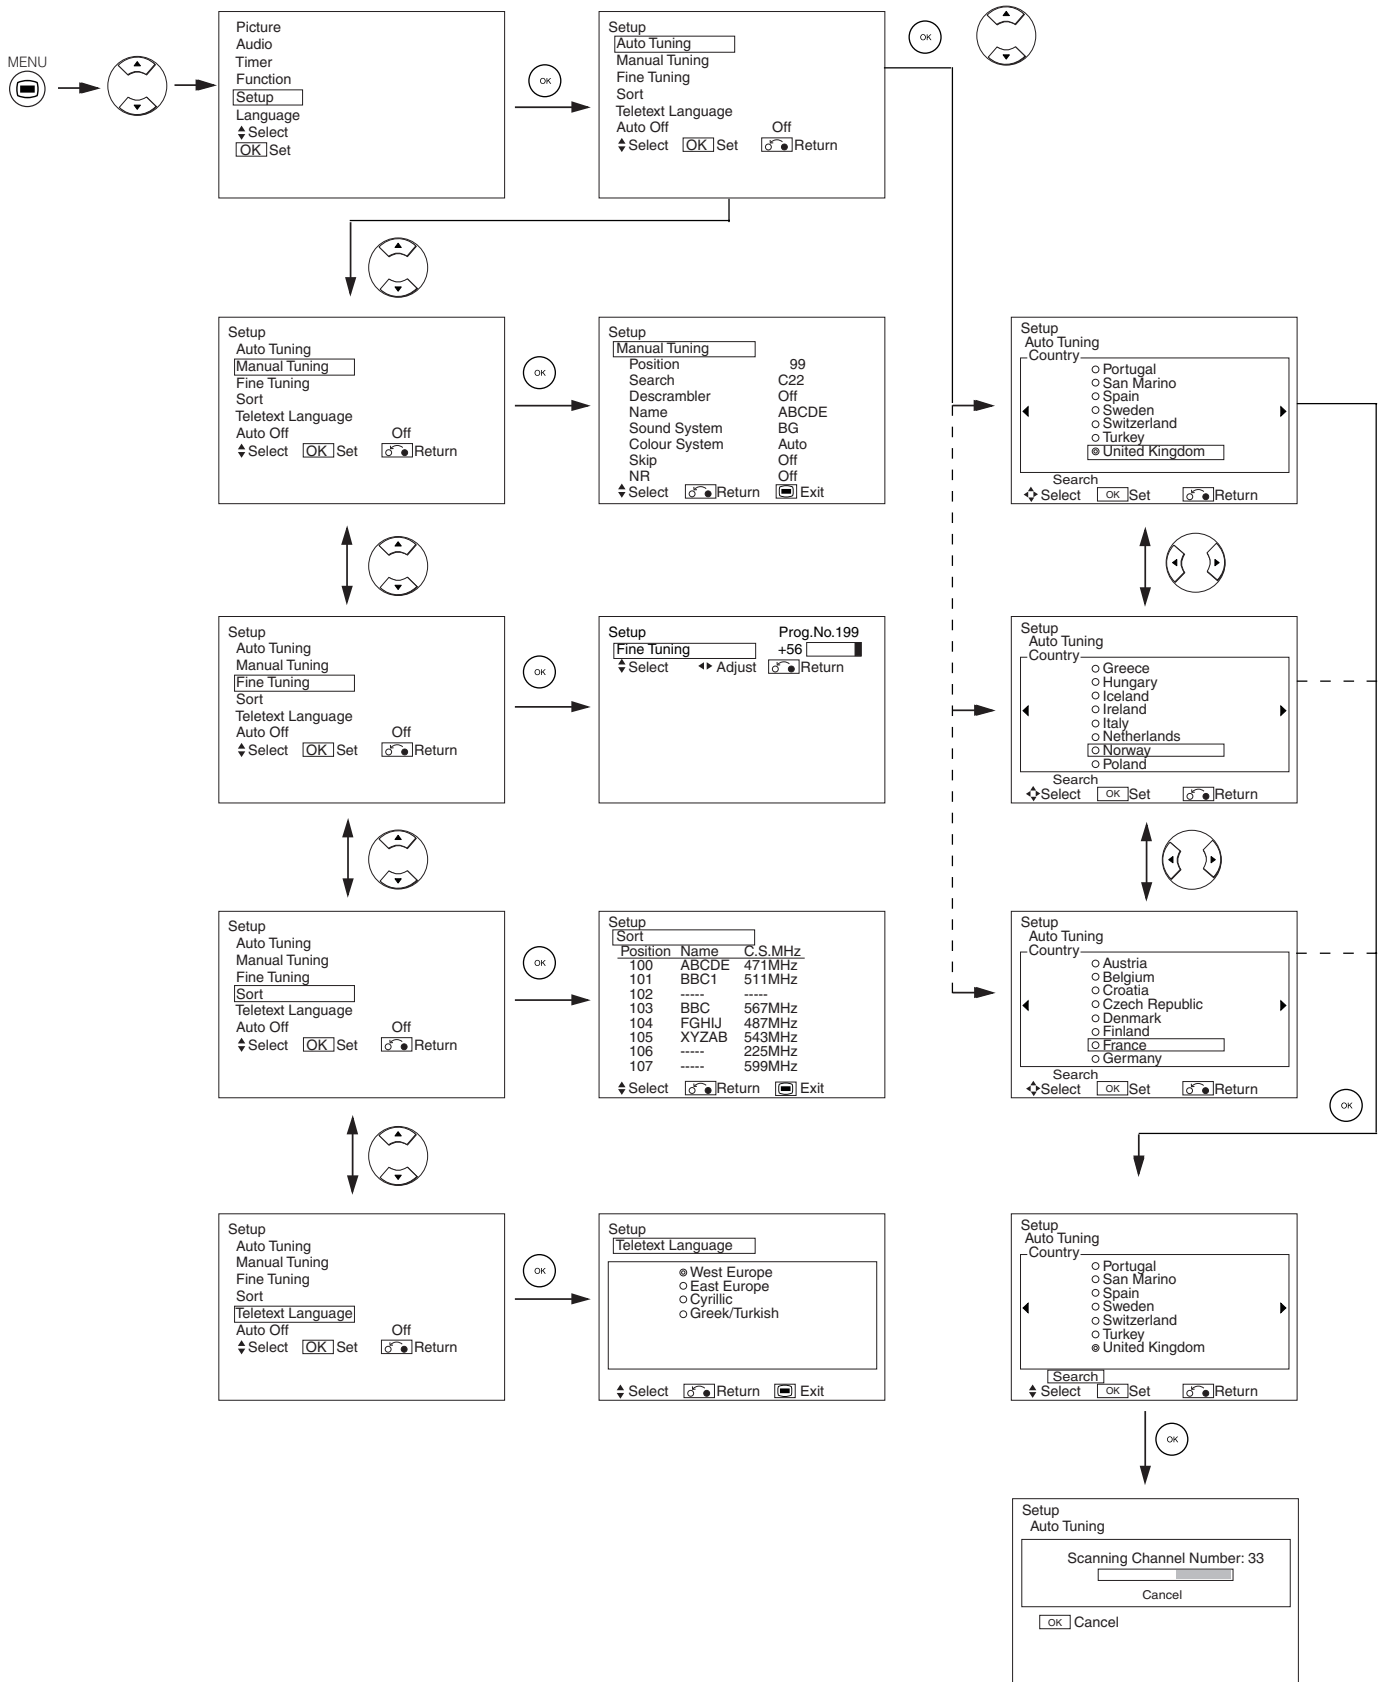 MENU
Picture
Audio
Timer
Function
Setup
Language
Select
OK Set
OK
Setup
Auto Tuning
Manual Tuning
Fine Tuning
Sort
Teletext Language
Auto Off Off
Select OK Set Return
OK
Setup
Auto Tuning
Manual Tuning
Fine Tuning
Sort
Teletext Language
Auto Off Off
Select OK Set Return
OK
Setup
Manual Tuning
Position 99
Search C22
Descrambler Off
Name ABCDE
Sound System BG
Colour System Auto
Skip Off
NR Off
Select Return Exit
Setup
Auto Tuning
Country
Portugal
San Marino
Spain
Sweden
Switzerland
Turkey
United Kingdom
Search
Select OK Set Return
Setup
Auto Tuning
Manual Tuning
Fine Tuning
Sort
Teletext Language
Auto Off Off
Select OK Set Return
OK
Setup Prog.No.199
Fine Tuning +56
Select Adjust Return
Setup
Auto Tuning
Country
Greece
Hungary
Iceland
Ireland
Italy
Netherlands
Norway
Poland
Search
Select OK Set Return
Setup
Auto Tuning
Manual Tuning
Fine Tuning
Sort
Teletext Language
Auto Off Off
Select OK Set Return
OK
Setup
Sort
Position Name C.S.MHz
100 ABCDE 471MHz
101 BBC1 511MHz
102 ----- -----
103 BBC 567MHz
104 FGHIJ 487MHz
105 XYZAB 543MHz
106 ----- 225MHz
107 ----- 599MHz
Select Return Exit
Setup
Auto Tuning
Country
Austria
Belgium
Croatia
Czech Republic
Denmark
Finland
France
Germany
Search
Select OK Set Return
OK
Setup
Auto Tuning
Manual Tuning
Fine Tuning
Sort
Teletext Language
Auto Off Off
Select OK Set Return
OK
Setup
Teletext Language
West Europe
East Europe
Cyrillic
Greek/Turkish
Select Return Exit
Setup
Auto Tuning
Country
Portugal
San Marino
Spain
Sweden
Switzerland
Turkey
United Kingdom
Search
Select OK Set Return
OK
Setup
Auto Tuning
Scanning Channel Number: 33
Cancel
OK Cancel